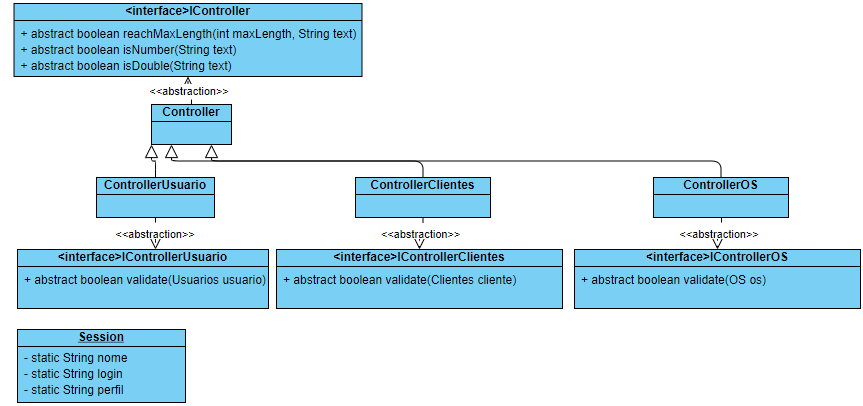 <interface>IController
+ abstract boolean reachMaxLength(int maxLength, String text)
+ abstract boolean isNumber(String text)
+ abstract boolean isDouble(String text)
<<abstraction>>
Controller
ControllerUsuario
ControllerClientes
ControllerOS
<<abstraction>>
<<abstraction>>
<<abstraction>>
<interface>IControllerUsuario
+ abstract boolean validate(Usuarios usuario)
<interface>IControllerClientes
+ abstract boolean validate(Clientes cliente)
<interface>IControllerOS
+ abstract boolean validate(OS os)
Session
- static String nome
- static String login
- static String perfil